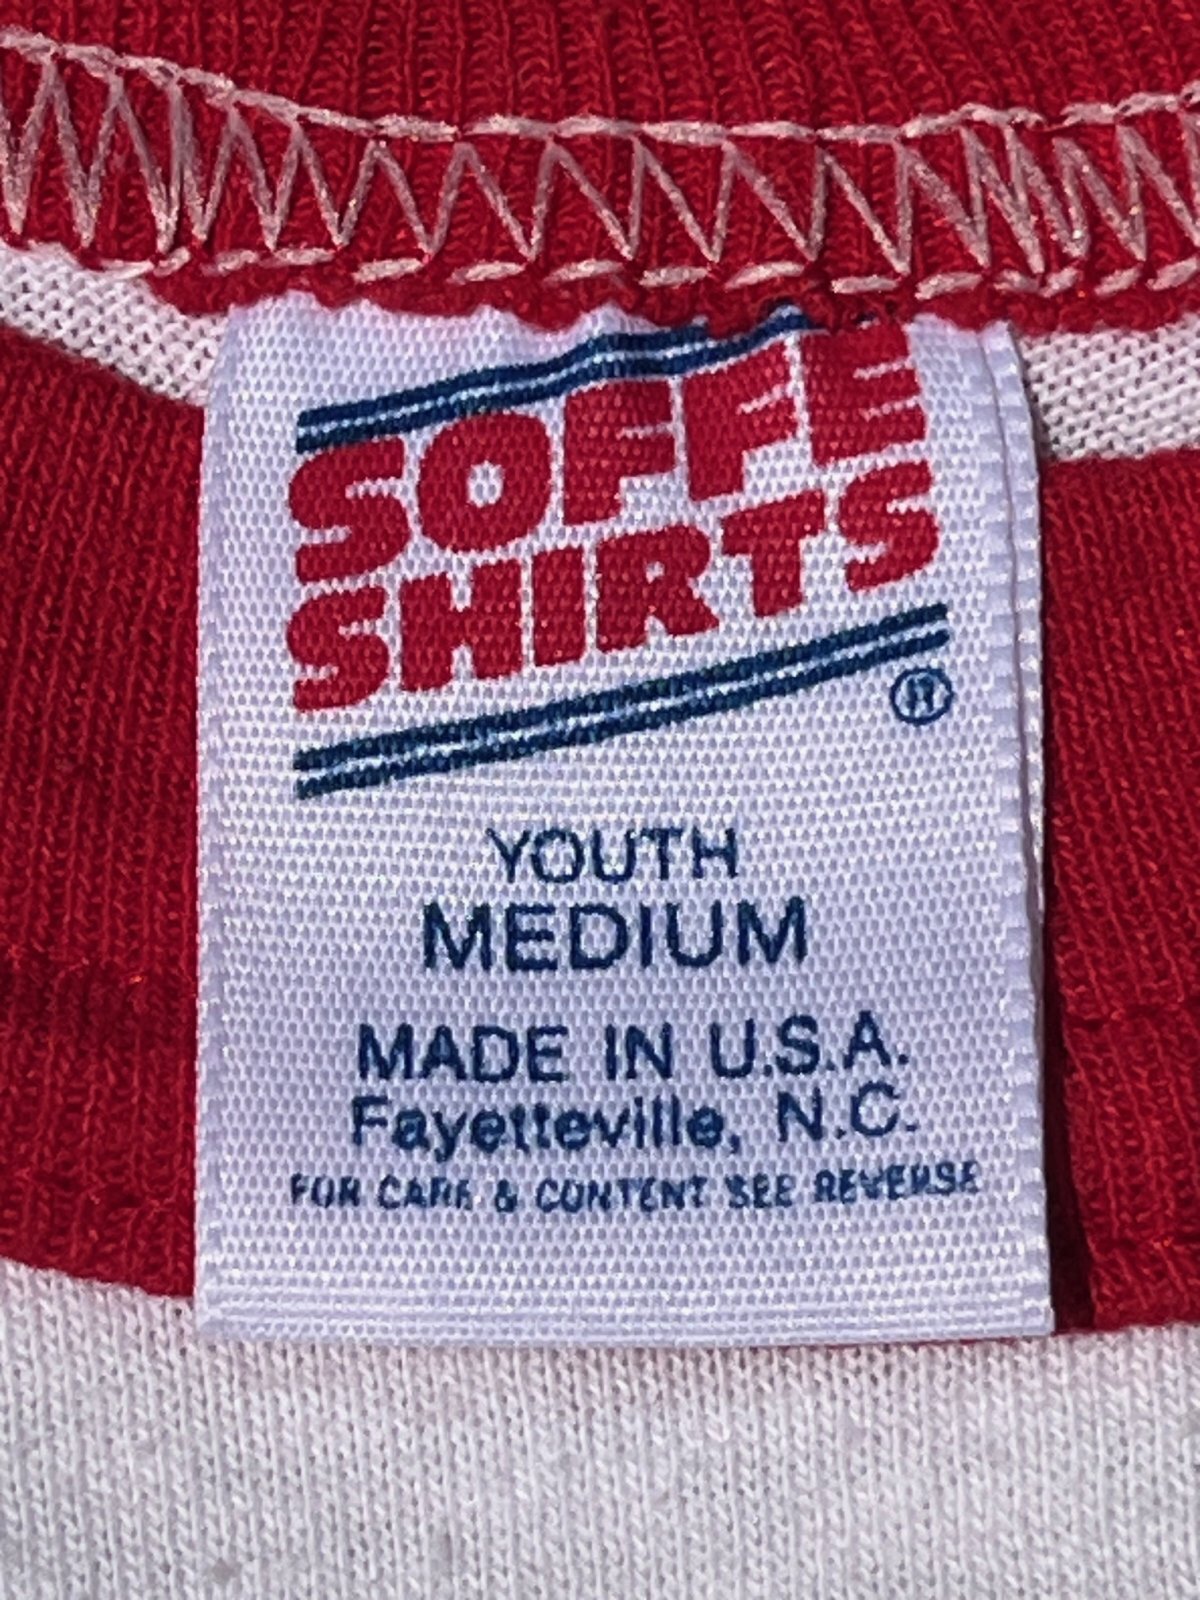 SOFFE
SHIRTS
®
YOUTH
MEDIUM
MADE IN U.S.A.
Fayetteville, N.C.
FOR CARE & CONTENT SEE REVERSE